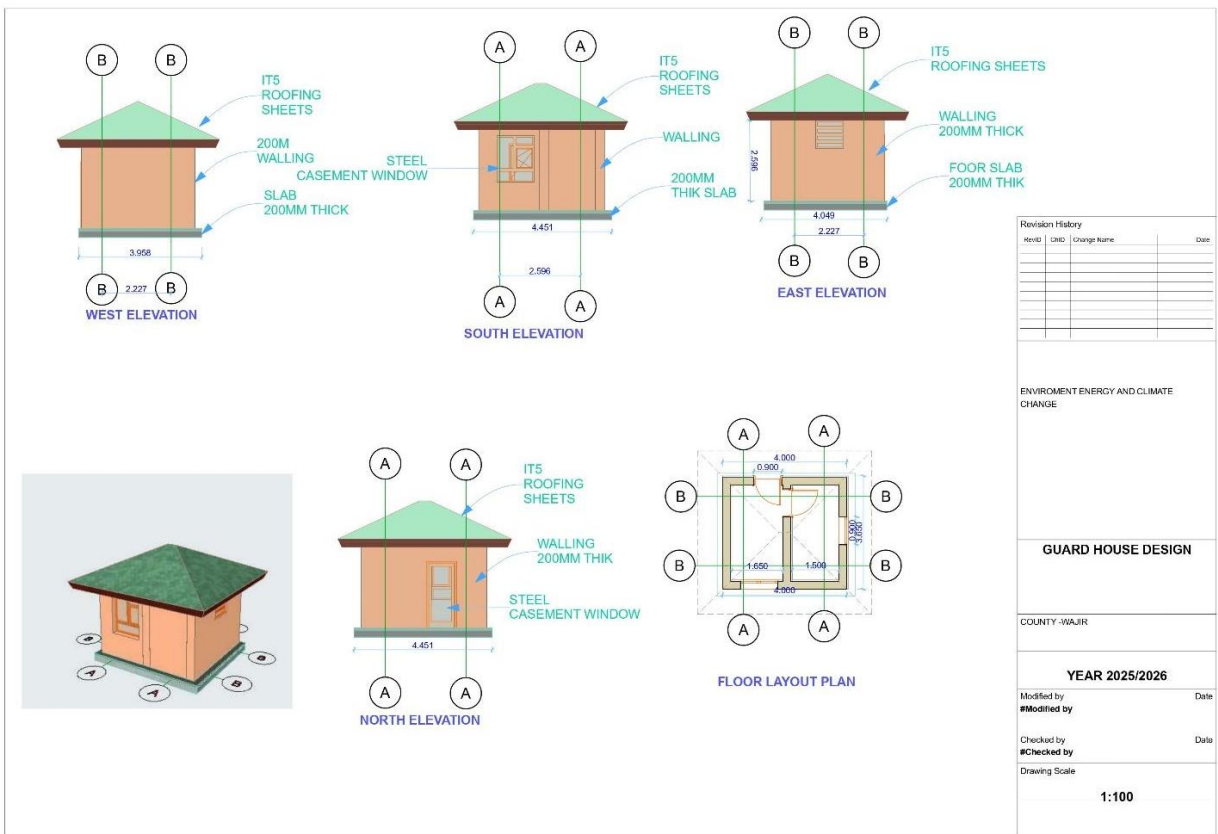 B B
IT5
ROOFING
SHEETS
200M
WALLING
SLAB
200MM THICK
3.958
2.227
B B
WEST ELEVATION
A A
IT5
ROOFING
SHEETS
WALLING
STEEL
CASEMENT WINDOW
200MM
THIK SLAB
4.451
2.596
A A
SOUTH ELEVATION
B B
IT5
ROOFING SHEETS
WALLING
200MM THICK
2.596
FOOR SLAB
200MM THIK
4.049
2.227
B B
EAST ELEVATION
A A
IT5
ROOFING
SHEETS
WALLING
200MM THIK
STEEL
CASEMENT WINDOW
4.451
A A
NORTH ELEVATION
A A
4.000
0.900
B B
0.900
3.650
B B
1.650 1.500
4.000
A A
FLOOR LAYOUT PLAN
B
B
B
A
A
Revision History
RevID ChID Change Name Date
ENVIROMENT ENERGY AND CLIMATE
CHANGE
GUARD HOUSE DESIGN
COUNTY -WAJIR
YEAR 2025/2026
Modified by Date
#Modified by
Checked by Date
#Checked by
Drawing Scale
1:100